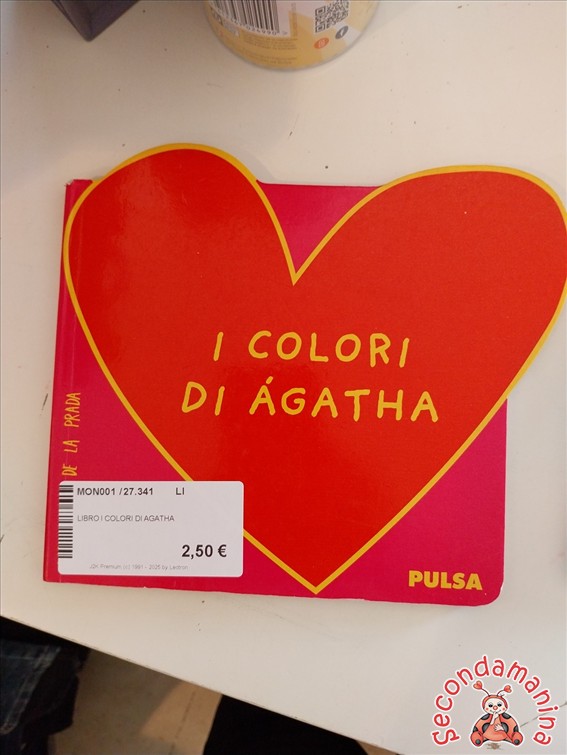 I COLORI
DI ÁGATHA
DE LA PRADA
MON001 / 27.341 LI
LIBRO I COLORI DI AGATHA
2,50 €
PULSA
secondamanina